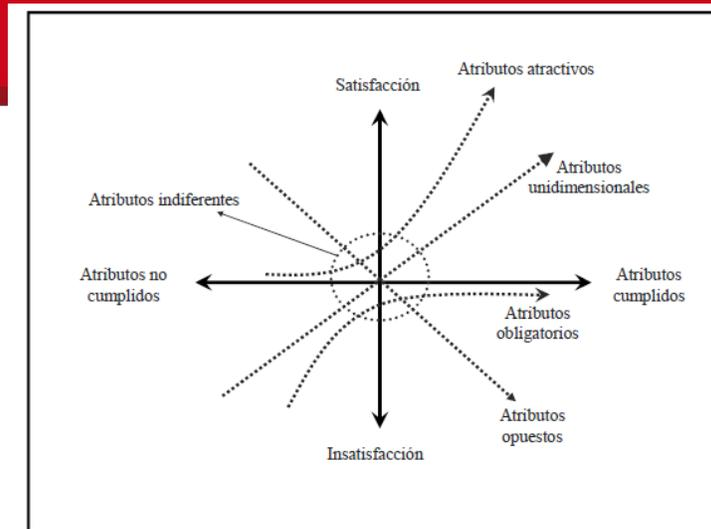 Atributos atractivos
Satisfacción
Atributos
unidimensionales
Atributos indiferentes
Atributos no
cumplidos
Atributos
cumplidos
Atributos
obligatorios
Atributos
opuestos
Insatisfacción